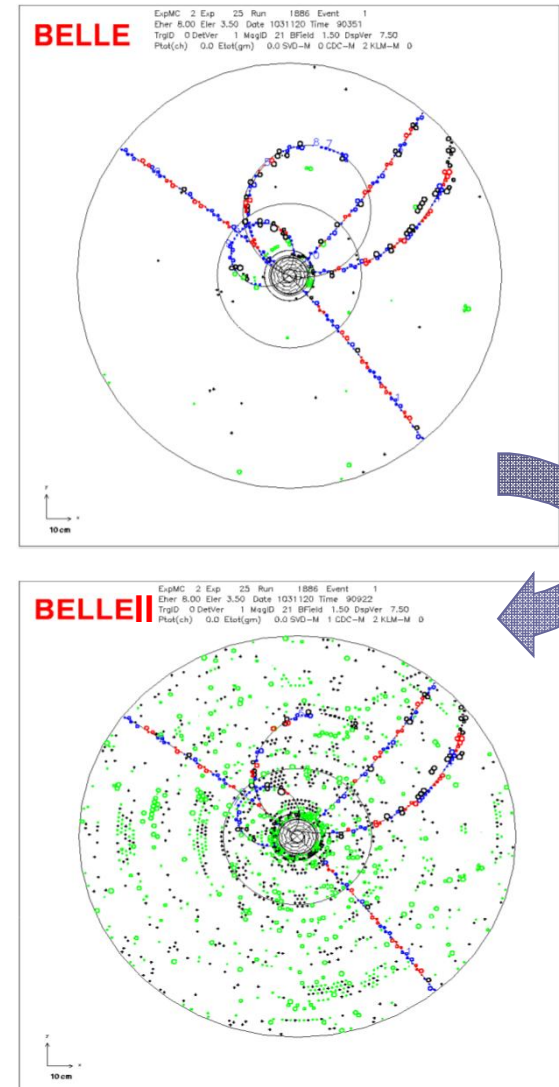 BELLE
ExpMC 2 Exp 25 Run 1886 Event 1
Eher 8.00 Eler 3.50 Date 1031120 Time 90351
TrgID 0 DetVer 1 MagID 21 BField 1.50 DspVer 7.50
Ptot(ch) 0.0 Etot(gm) 0.0 SVD-M 0 CDC-M 2 KLM-M 0
8 7
1
y
x
10 cm
BELLEII
ExpMC 2 Exp 25 Run 1886 Event 1
Eher 8.00 Eler 3.50 Date 1031120 Time 90922
TrgID 0 DetVer 1 MagID 21 BField 1.50 DspVer 7.50
Ptot(ch) 0.0 Etot(gm) 0.0 SVD-M 1 CDC-M 2 KLM-M 0
y
x
10 cm